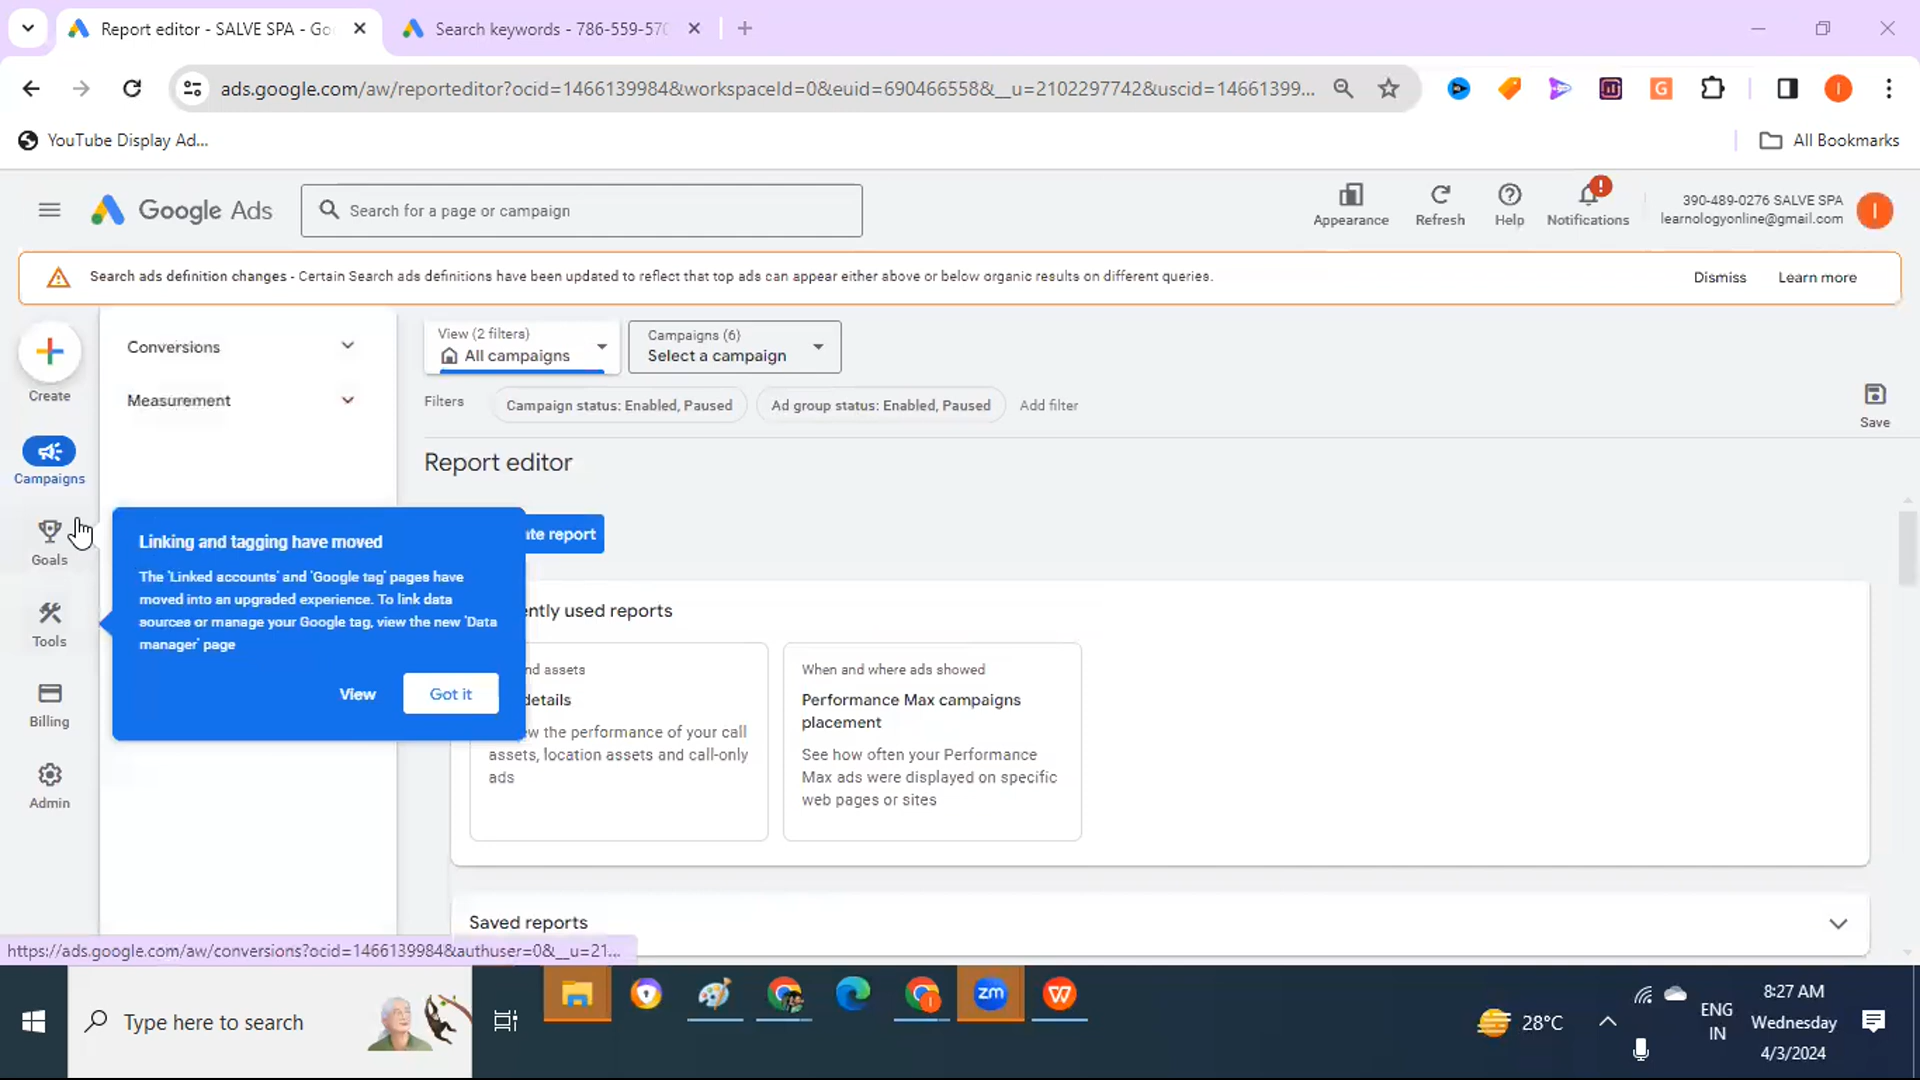 Report editor - SALVE SPA - Goo
Search keywords - 786-559-570
ads.google.com/aw/reporteditor?ocid=1466139984&workspaceId=0&euid=690466558&__u=2102297742&uscid=14661399...
YouTube Display Ad...
All Bookmarks
Google Ads
Search for a page or campaign
Appearance
Refresh
Help
Notifications
390-489-0276 SALVE SPA
learnologyonline@gmail.com
Search ads definition changes - Certain Search ads definitions have been updated to reflect that top ads can appear either above or below organic results on different queries.
Dismiss
Learn more
Create
Campaigns
Goals
Tools
Billing
Admin
Conversions
Measurement
View (2 filters)
All campaigns
Campaigns (6)
Select a campaign
Filters
Campaign status: Enabled, Paused
Ad group status: Enabled, Paused
Add filter
Save
Report editor
Linking and tagging have moved
The 'Linked accounts' and 'Google tag' pages have
moved into an upgraded experience. To link data
sources or manage your Google tag, view the new 'Data
manager' page
View
Got it
ate report
ently used reports
nd assets
details
w the performance of your call
assets, location assets and call-only
ads
When and where ads showed
Performance Max campaigns
placement
See how often your Performance
Max ads were displayed on specific
web pages or sites
Saved reports
https://ads.google.com/aw/conversions?ocid=1466139984&authuser=0&__u=21...
Type here to search
zm
28°C
ENG
IN
8:27 AM
Wednesday
4/3/2024